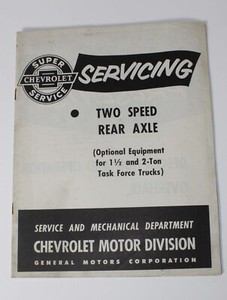 SUPER
CHEVROLET
SERVICE
SERVICING
• TWO SPEED
REAR AXLE
(Optional Equipment
for 1½ and 2-Ton
Task Force Trucks)
SERVICE AND MECHANICAL DEPARTMENT
CHEVROLET MOTOR DIVISION
GENERAL MOTORS CORPORATION